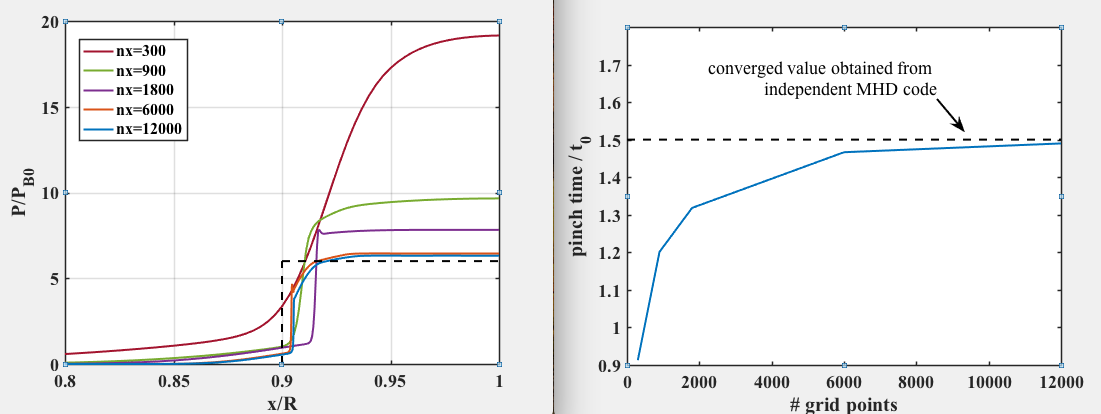 20
15
10
5
0
P/P_B0
nx=300
nx=900
nx=1800
nx=6000
nx=12000
0.8
0.85
0.9
0.95
1
x/R
1.7
1.6
1.5
1.4
1.3
1.2
1.1
1
0.9
pinch time / t_0
converged value obtained from
independent MHD code
0
2000
4000
6000
8000
10000
12000
# grid points